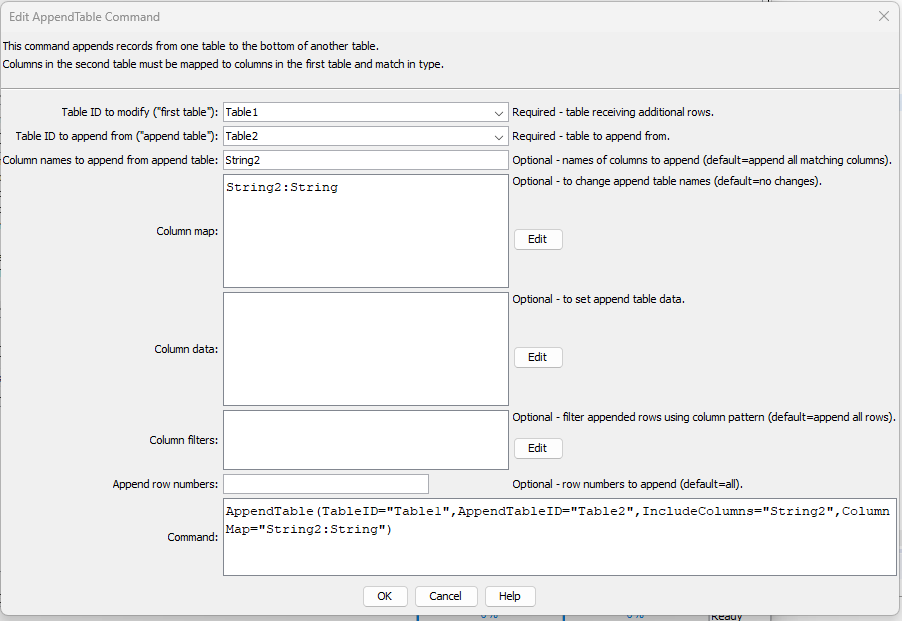 Edit AppendTable Command
This command appends records from one table to the bottom of another table.
Columns in the second table must be mapped to columns in the first table and match in type.
Table ID to modify ("first table"): Table1 Required - table receiving additional rows.
Table ID to append from ("append table"): Table2 Required - table to append from.
Column names to append from append table: String2 Optional - names of columns to append (default=append all matching columns).
String2:String Optional - to change append table names (default=no changes).
Column map: Edit
Optional - to set append table data.
Column data: Edit
Optional - filter appended rows using column pattern (default=append all rows).
Column filters: Edit
Append row numbers: Optional - row numbers to append (default=all).
Command: AppendTable(TableID="Table1",AppendTableID="Table2",IncludeColumns="String2",Column
Map="String2:String")
OK Cancel Help
Ready